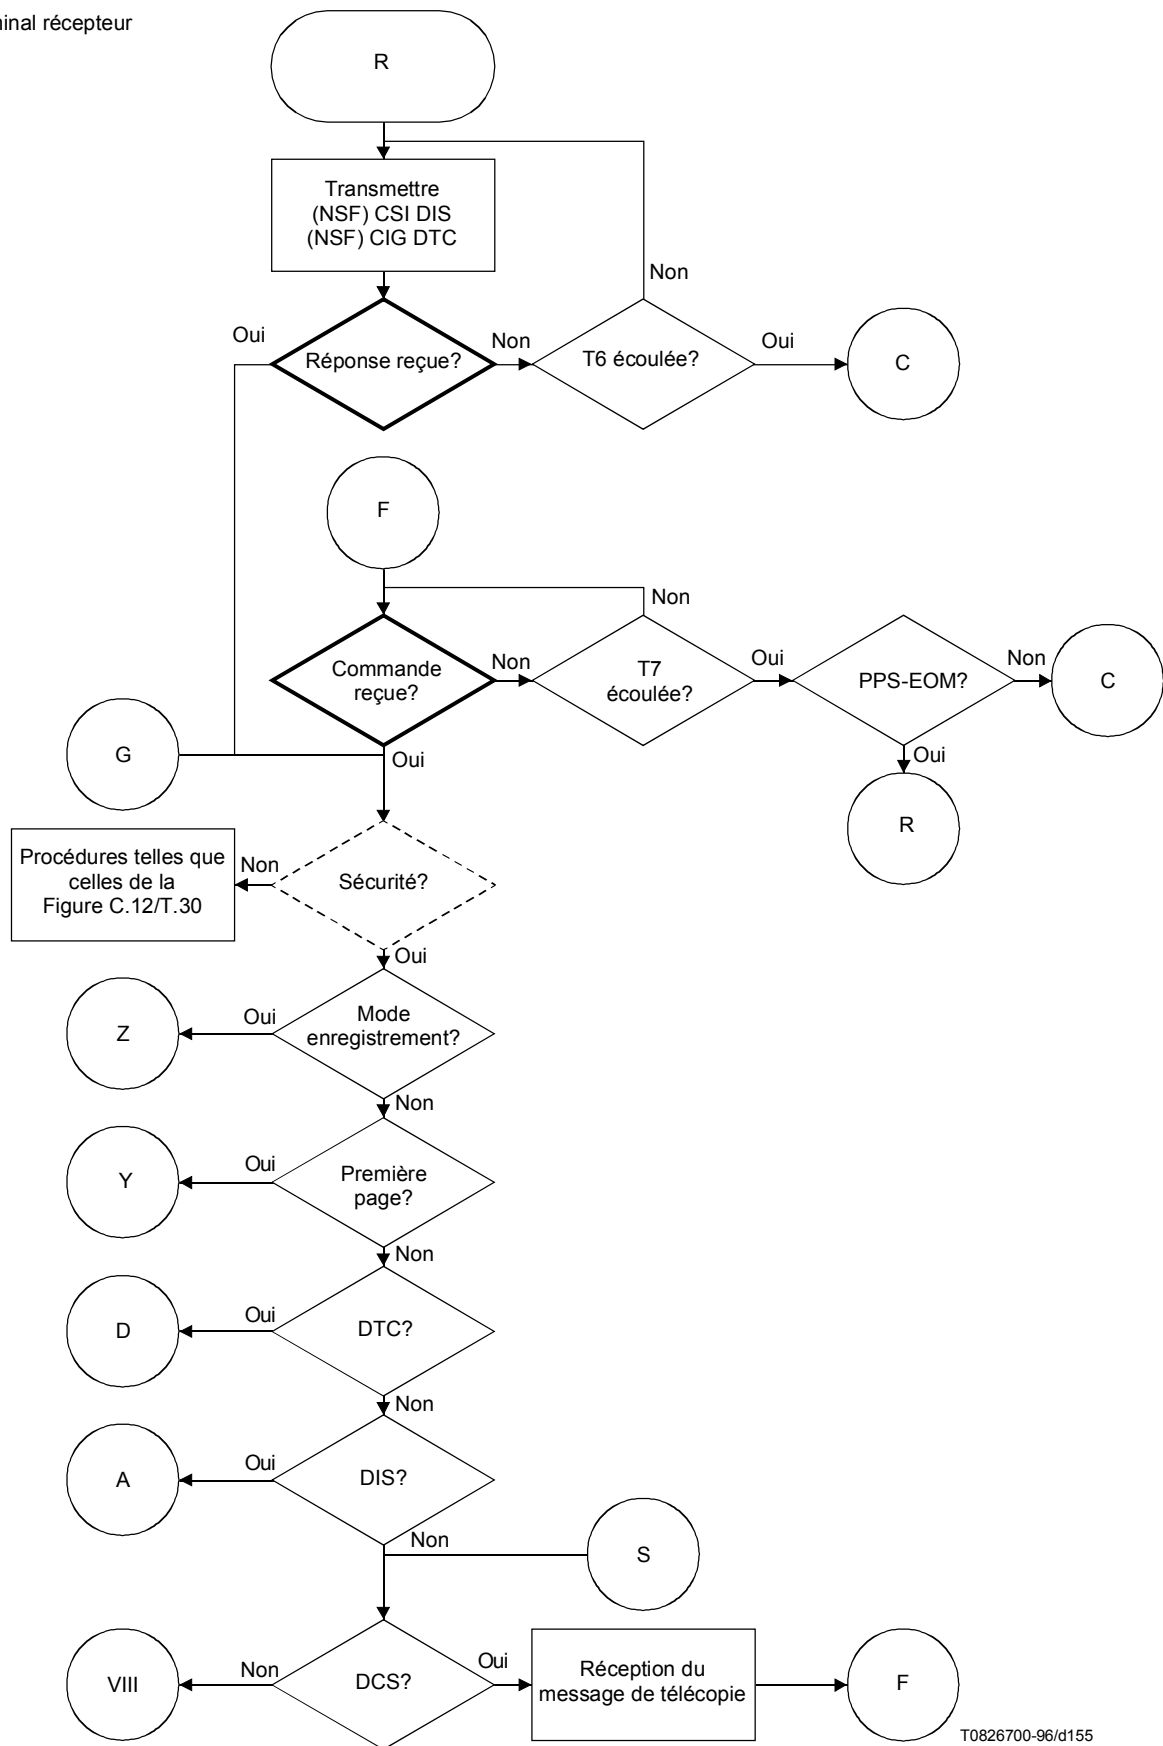 inal récepteur
R
Transmettre
(NSF) CSI DIS
(NSF) CIG DTC
Non
Oui
Réponse reçue?
Non
T6 écoulée?
Oui
C
F
Non
Commande
reçue?
Non
T7
écoulée?
Oui
PPS-EOM?
Non
C
G
Oui
Oui
R
Procédures telles que
celles de la
Figure C.12/T.30
Non
Sécurité?
Oui
Z
Oui
Mode
enregistrement?
Non
Y
Oui
Première
page?
Non
D
Oui
DTC?
Non
A
Oui
DIS?
Non
S
VIII
Non
DCS?
Oui
Réception du
message de télécopie
F
T0826700-96/d155